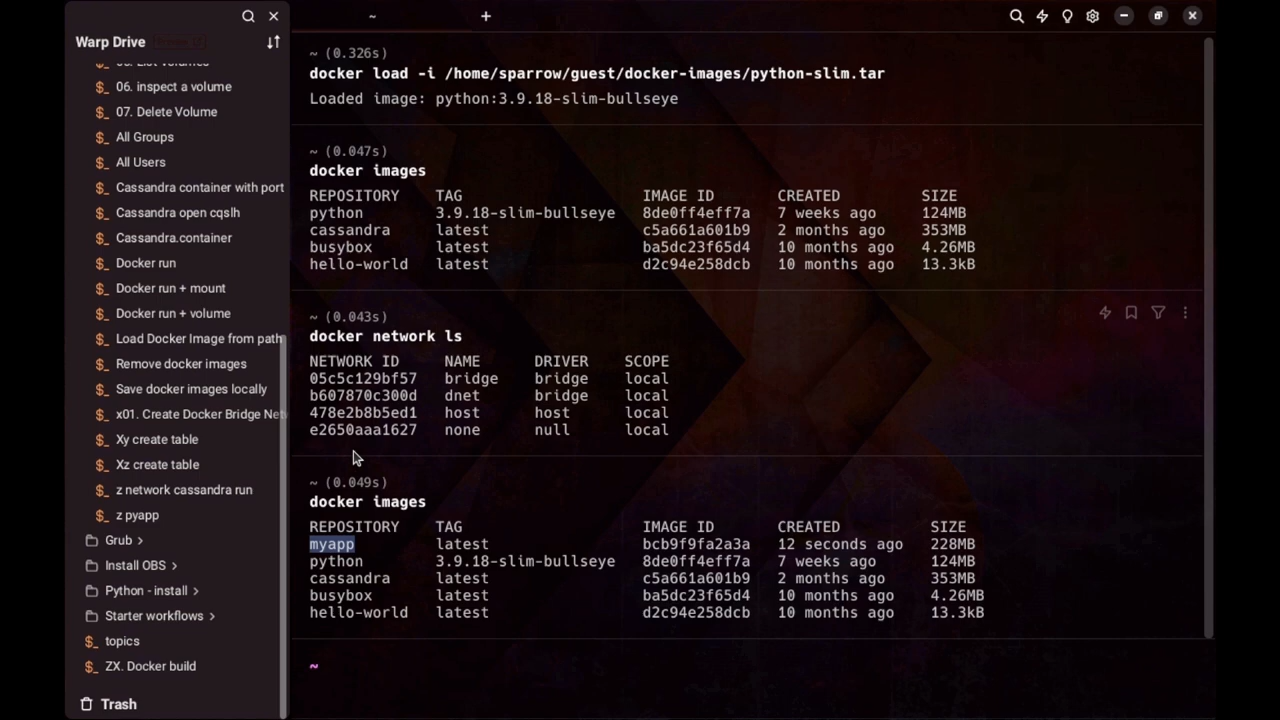 Warp Drive
06. inspect a volume
07. Delete Volume
All Groups
All Users
Cassandra container with port
Cassandra open cqslh
Cassandra.container
Docker run
Docker run + mount
Docker run + volume
Load Docker Image from path
Remove docker images
Save docker images locally
x01. Create Docker Bridge Netw
Xy create table
Xz create table
z network cassandra run
z pyapp
Grub >
Install OBS >
Python - install >
Starter workflows >
topics
ZX. Docker build
Trash
~ +
~ (0.326s)
docker load -i /home/sparrow/guest/docker-images/python-slim.tar
Loaded image: python:3.9.18-slim-bullseye
~ (0.047s)
docker images
REPOSITORY TAG IMAGE ID CREATED SIZE
python 3.9.18-slim-bullseye 8de0ff4eff7a 7 weeks ago 124MB
cassandra latest c5a661a601b9 2 months ago 353MB
busybox latest ba5dc23f65d4 10 months ago 4.26MB
hello-world latest d2c94e258dcb 10 months ago 13.3kB
~ (0.043s)
docker network ls
NETWORK ID NAME DRIVER SCOPE
05c5c129bf57 bridge bridge local
b607870c300d dnet bridge local
478e2b8b5ed1 host host local
e2650aaa1627 none null local
~ (0.049s)
docker images
REPOSITORY TAG IMAGE ID CREATED SIZE
myapp latest bcb9f9fa2a3a 12 seconds ago 228MB
python 3.9.18-slim-bullseye 8de0ff4eff7a 7 weeks ago 124MB
cassandra latest c5a661a601b9 2 months ago 353MB
busybox latest ba5dc23f65d4 10 months ago 4.26MB
hello-world latest d2c94e258dcb 10 months ago 13.3kB
~